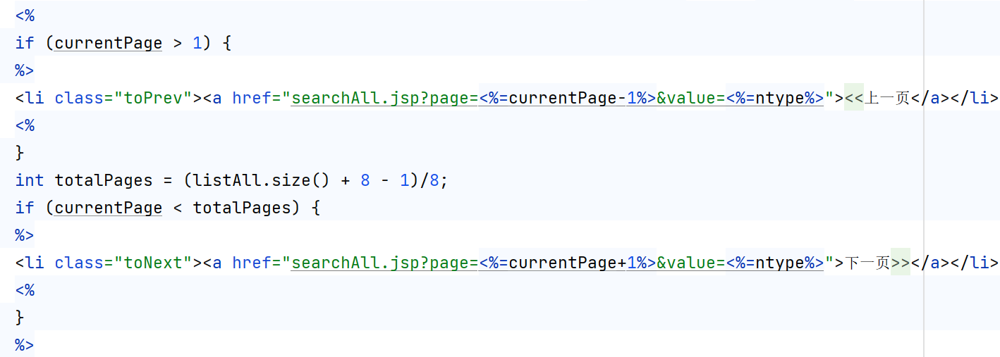 <%
if (currentPage > 1) {
%>
<li class="toPrev"><a href="searchAll.jsp?page=<%=currentPage-1%>&value=<%=ntype%>"><<上一页</a></li>
<%
}
int totalPages = (listAll.size() + 8 - 1)/8;
if (currentPage < totalPages) {
%>
<li class="toNext"><a href="searchAll.jsp?page=<%=currentPage+1%>&value=<%=ntype%>">下一页>></a></li>
<%
}
%>